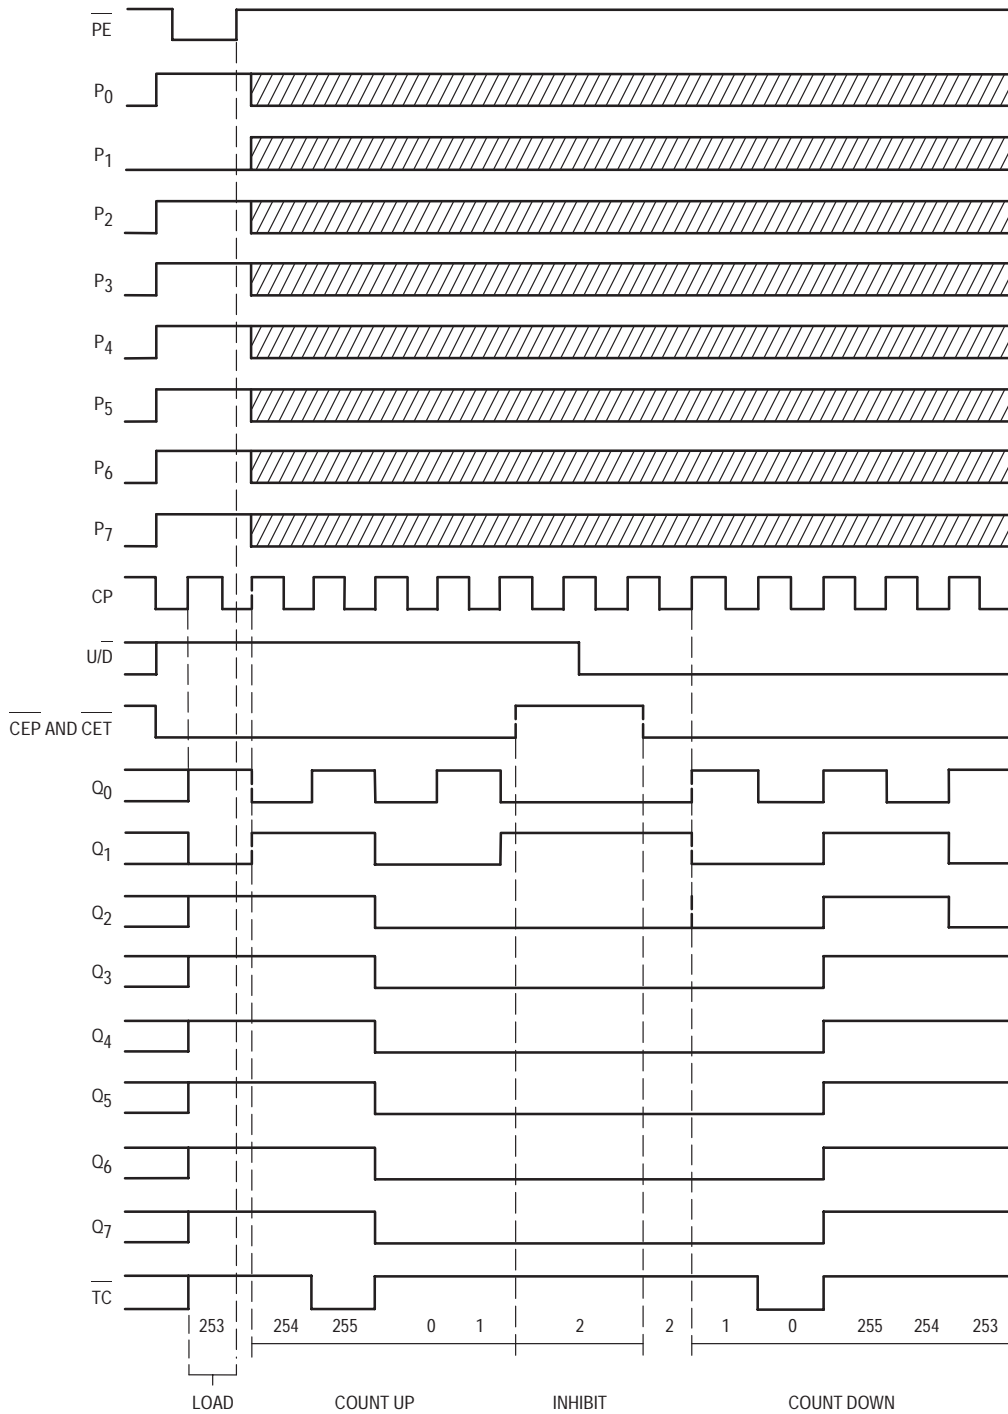 PE
P0
P1
P2
P3
P4
P5
P6
P7
CP
U/D
CEP AND CET
Q0
Q1
Q2
Q3
Q4
Q5
Q6
Q7
TC
253 254 255 0 1 2 2 1 0 255 254 253
LOAD COUNT UP INHIBIT COUNT DOWN